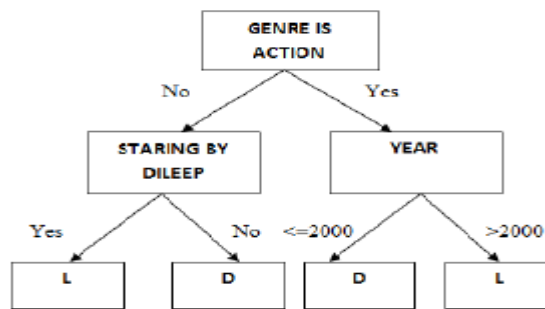 GENRE IS
ACTION
No
Yes
STARING BY
DILEEP
YEAR
Yes
No
<=2000
>2000
L
D
D
L